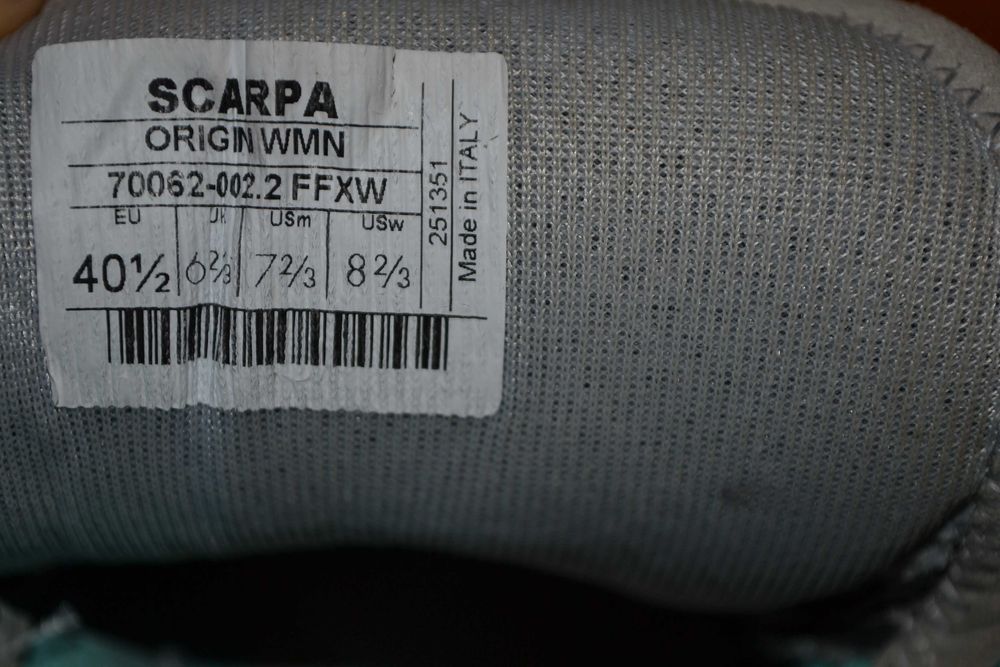 SCARPA
ORIGIN WMN
70062-002.2 FFXW
EU UK USm USw
40½ 6⅔ 7⅔ 8⅔
251351
Made in ITALY